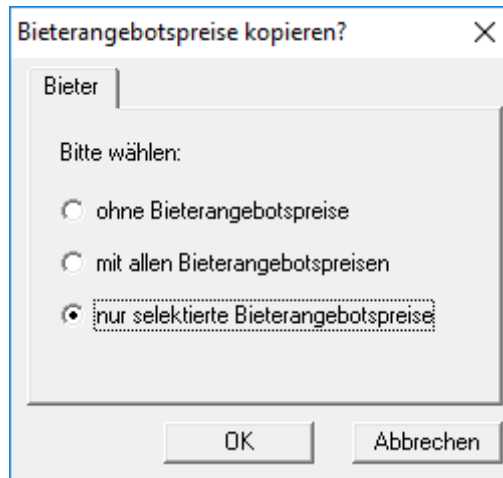 Bieterangebotspreise kopieren?
Bieter
Bitte wählen:
ohne Bieterangebotspreise
mit allen Bieterangebotspreisen
nur selektierte Bieterangebotspreise
OK
Abbrechen